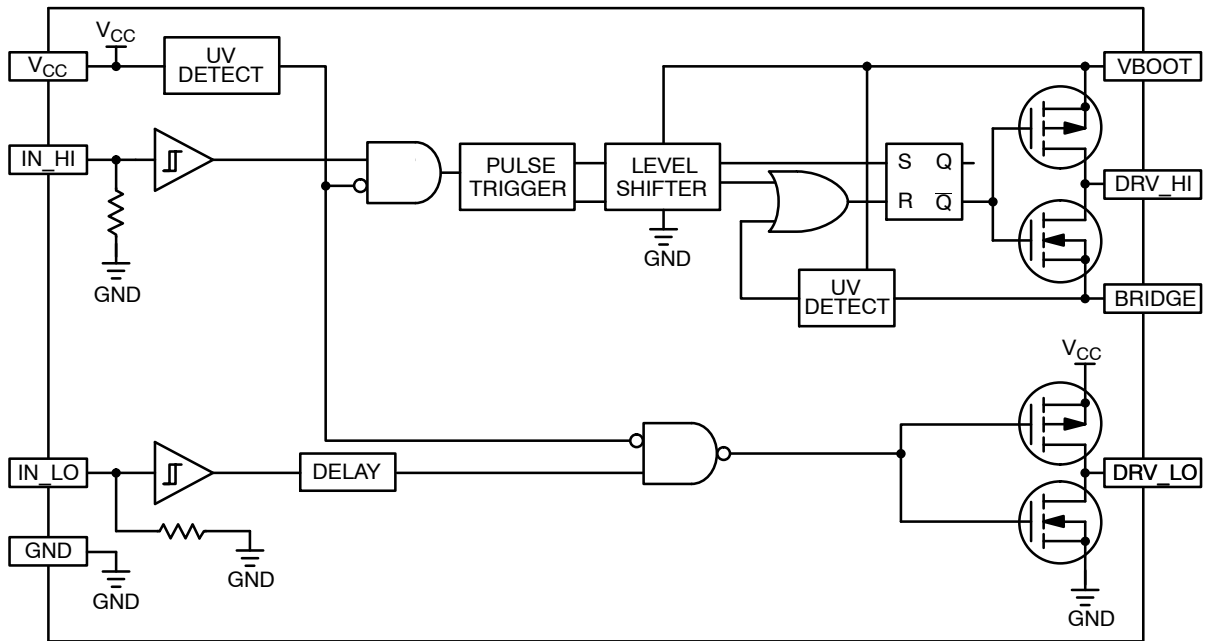 V_CC
V_CC
UV
DETECT
VBOOT
IN_HI
PULSE
TRIGGER
LEVEL
SHIFTER
S Q
R Q̅
DRV_HI
GND
GND
UV
DETECT
BRIDGE
V_CC
IN_LO
DELAY
DRV_LO
GND
GND
GND
GND